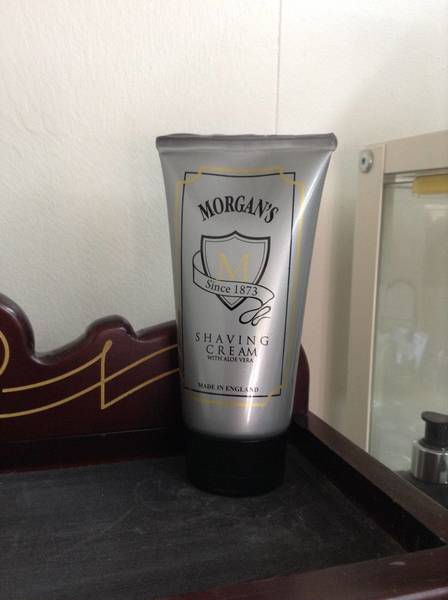 MORGAN'S
M
Since 1873
SHAVING
CREAM
WITH ALOE VERA
MADE IN ENGLAND